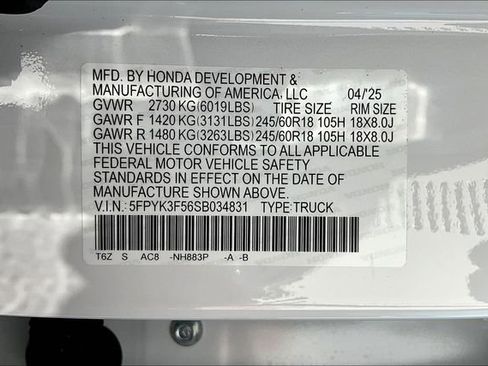 MFD. BY HONDA DEVELOPMENT &
MANUFACTURING OF AMERICA, LLC 04/'25
GVWR 2730 KG(6019LBS) TIRE SIZE RIM SIZE
GAWR F 1420 KG(3131LBS) 245/60R18 105H 18X8.0J
GAWR R 1480 KG(3263LBS) 245/60R18 105H 18X8.0J
THIS VEHICLE CONFORMS TO ALL APPLICABLE
FEDERAL MOTOR VEHICLE SAFETY
STANDARDS IN EFFECT ON THE DATE OF
MANUFACTURE SHOWN ABOVE.
V.I.N.: 5FPYK3F56SB034831 TYPE:TRUCK
T6Z S AC8 -NH883P -A -B